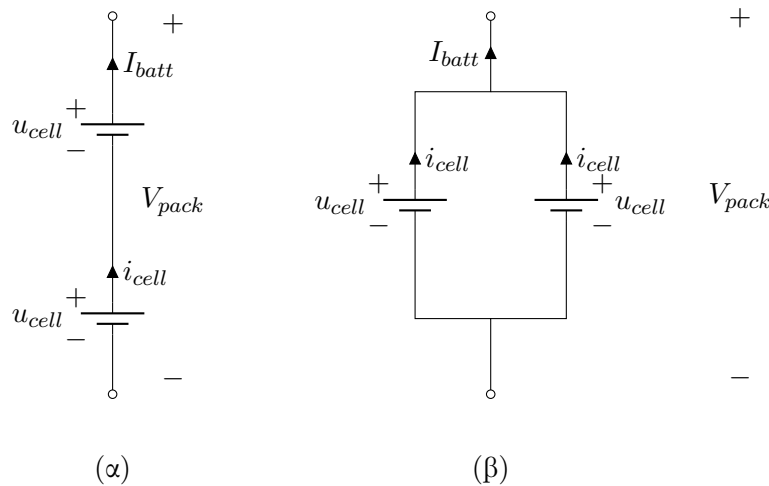 + +
I_batt I_batt
+
u_cell
−
i_cell i_cell
V_pack + + V_pack
u_cell u_cell
− −
i_cell
+
u_cell
−
− −
(α) (β)